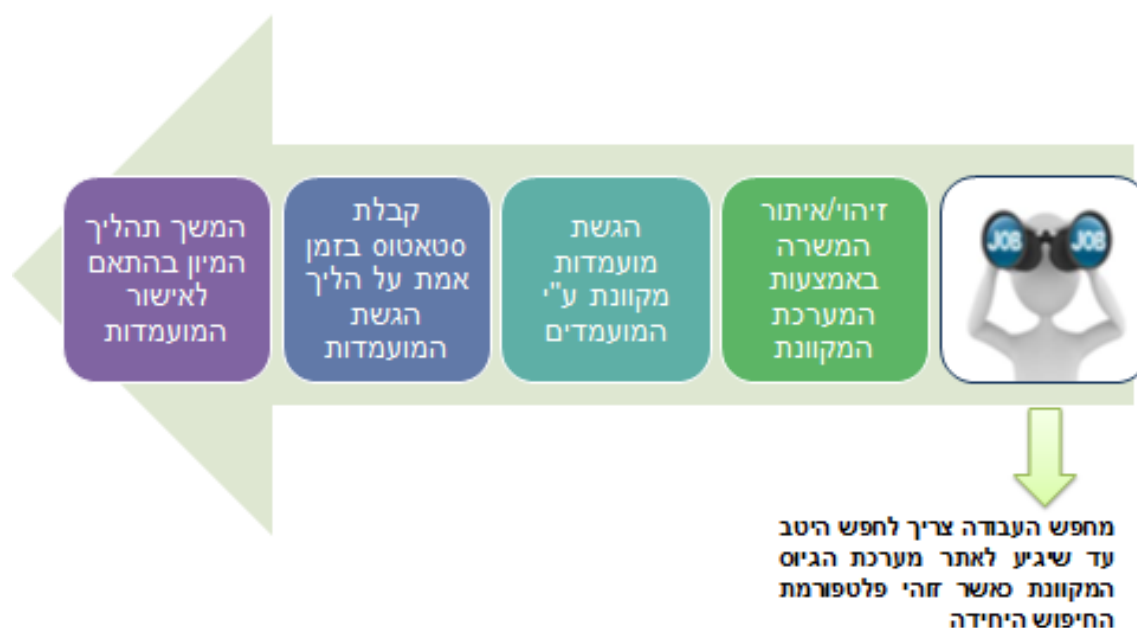 JOB JOB
זיהוי/איתור
המשרה
באמצעות
המערכת
המקוונת
הגשת
מועמדות
מקוונת ע"י
המועמדים
קבלת
סטאטוס בזמן
אמת על הליך
הגשת
המועמדות
המשך תהליך
המיון בהתאם
לאישור
המועמדות
מחפש העבודה צריך לחפש היטב
עד שיגיע לאתר מערכת הגיוס
המקוונת כאשר זוהי פלטפורמת
החיפוש היחידה